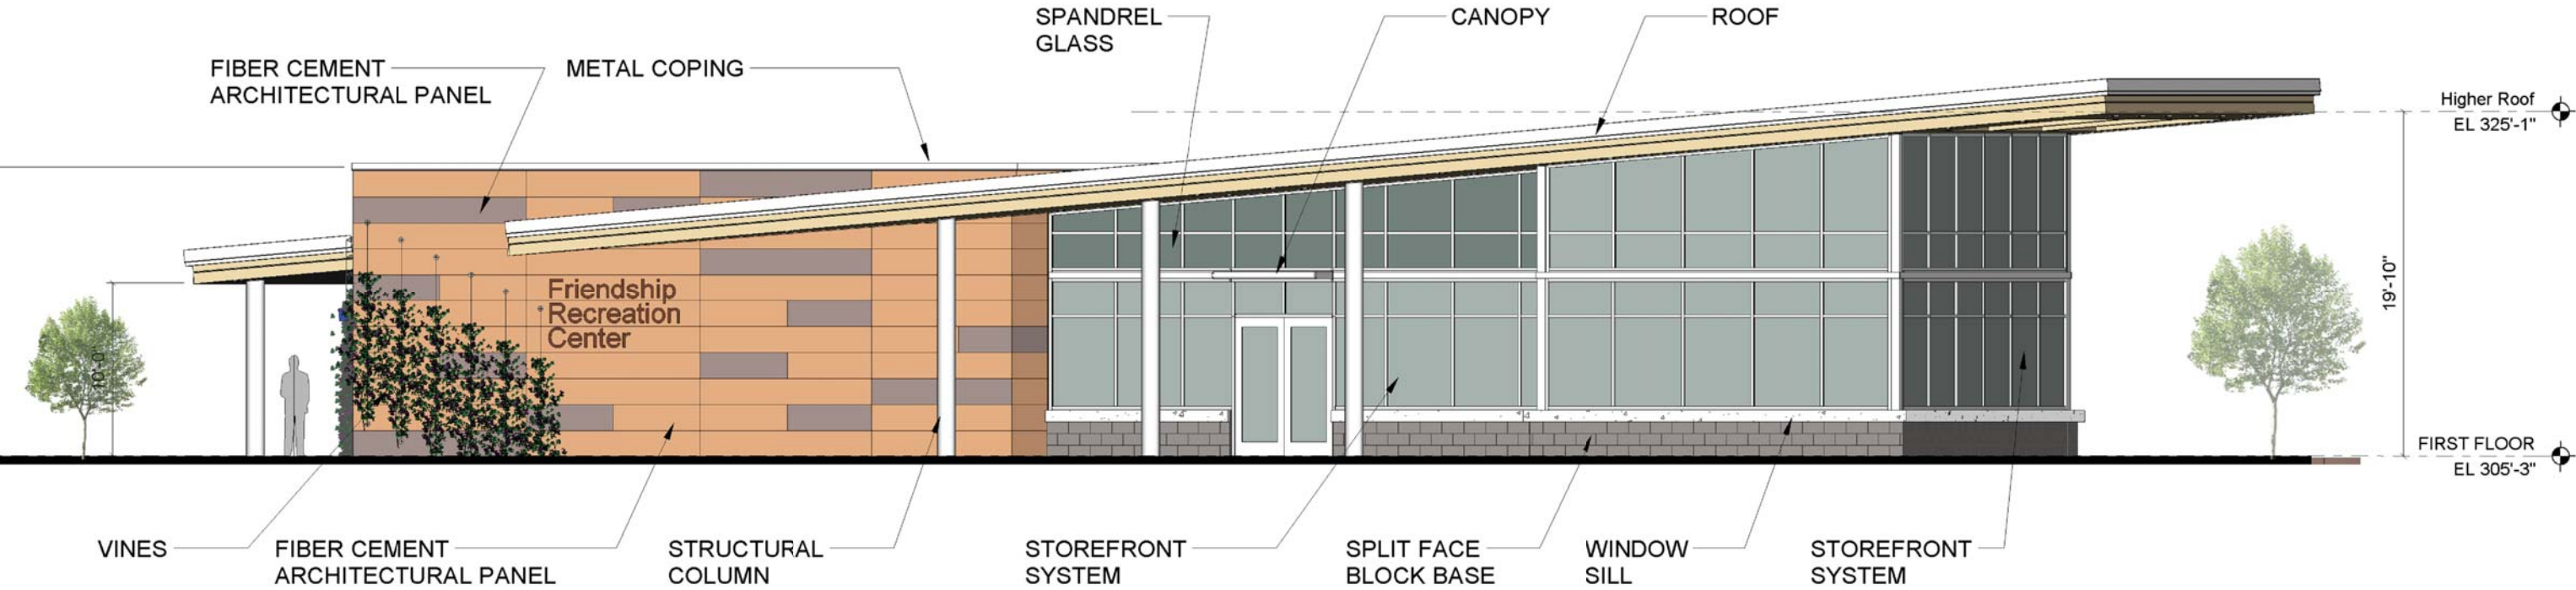 SPANDREL
GLASS
CANOPY
ROOF
FIBER CEMENT
ARCHITECTURAL PANEL
METAL COPING
Higher Roof
EL 325'-1"
Friendship
Recreation
Center
10'-0"
19'-10"
FIRST FLOOR
EL 305'-3"
VINES
FIBER CEMENT
ARCHITECTURAL PANEL
STRUCTURAL
COLUMN
STOREFRONT
SYSTEM
SPLIT FACE
BLOCK BASE
WINDOW
SILL
STOREFRONT
SYSTEM